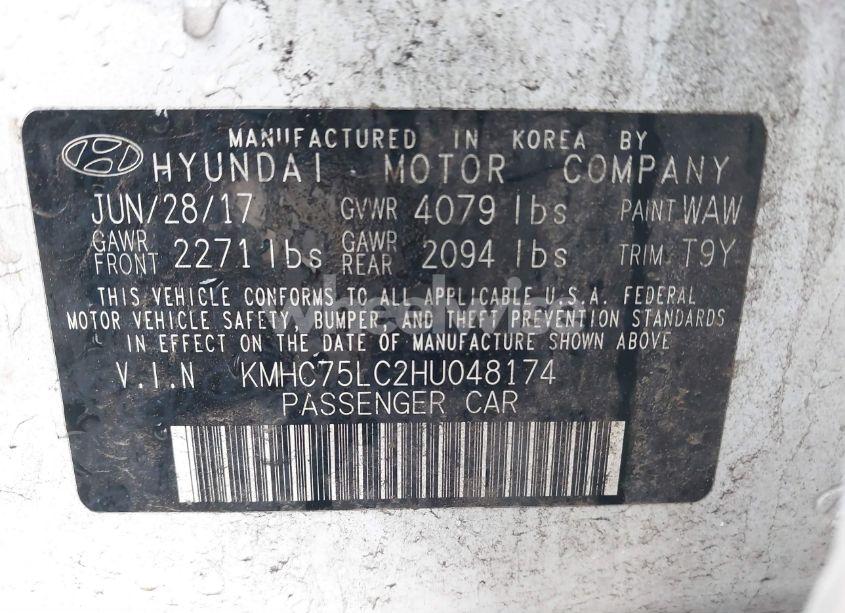 MANUFACTURED IN KOREA BY
HYUNDAI MOTOR COMPANY
JUN/28/17 GVWR 4079 lbs PAINT WAW
GAWR FRONT 2271 lbs GAWR REAR 2094 lbs TRIM T9Y
THIS VEHICLE CONFORMS TO ALL APPLICABLE U.S.A. FEDERAL
MOTOR VEHICLE SAFETY, BUMPER, AND THEFT PREVENTION STANDARDS
IN EFFECT ON THE DATE OF MANUFACTURE SHOWN ABOVE.
V.I.N KMHC75LC2HU048174
PASSENGER CAR